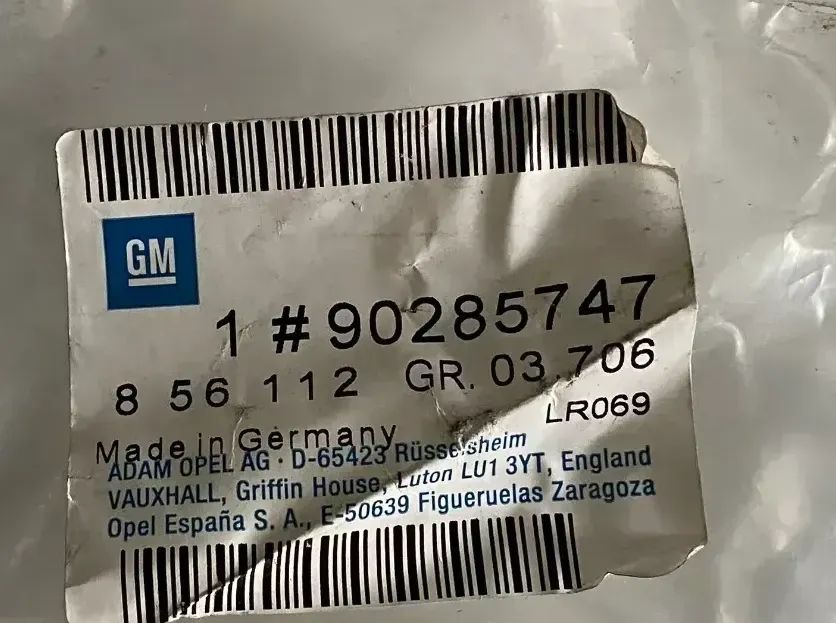 GM
1 # 90285747
8 56 112 GR. 03.706
LR069
Made in Germany
ADAM OPEL AG · D-65423 Rüsselsheim
VAUXHALL, Griffin House, Luton LU1 3YT, England
Opel España S. A., E-50639 Figueruelas Zaragoza